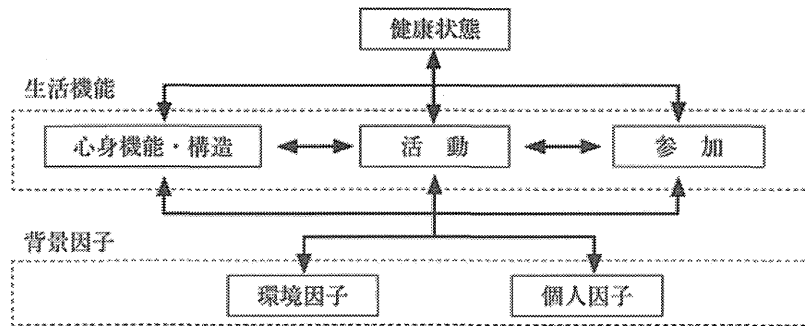 健康状態
生活機能
心身機能・構造
活　動
参　加
背景因子
環境因子
個人因子